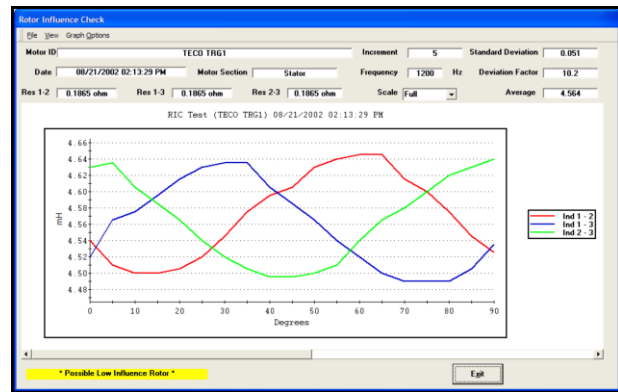 Rotor Influence Check
File View Graph Options
Motor ID TECO TRG1 Increment 5 Standard Deviation 0.051
Date 08/21/2002 02:13:29 PM Motor Section Stator Frequency 1200 Hz Deviation Factor 10.2
Res 1-2 0.1865 ohm Res 1-3 0.1865 ohm Res 2-3 0.1865 ohm Scale Full Average 4.564
RIC Test (TECO TRG1) 08/21/2002 02:13:29 PM
4.66
4.64
4.62
4.60
4.58
mH
4.56
4.54
4.52
4.50
4.48
0 10 20 30 40 50 60 70 80 90
Degrees
Ind 1 - 2
Ind 1 - 3
Ind 2 - 3
* Possible Low Influence Rotor *
Exit